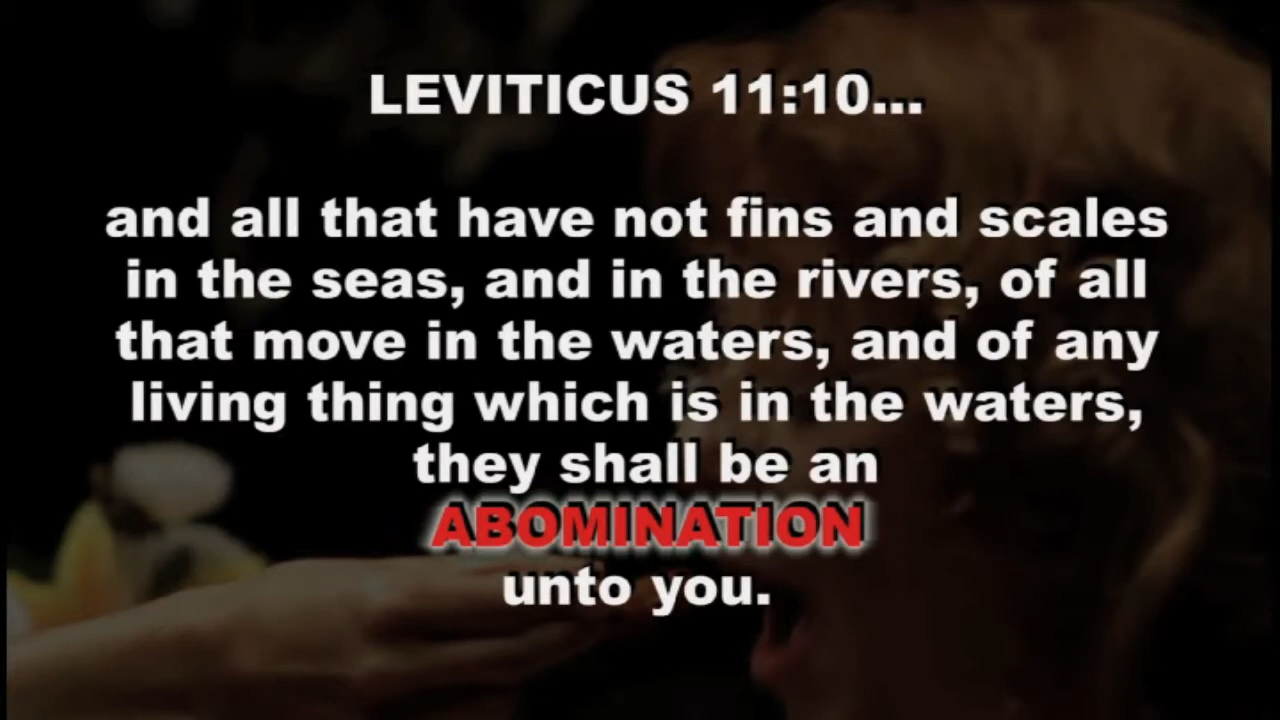 LEVITICUS 11:10...
and all that have not fins and scales
in the seas, and in the rivers, of all
that move in the waters, and of any
living thing which is in the waters,
they shall be an
ABOMINATION
unto you.